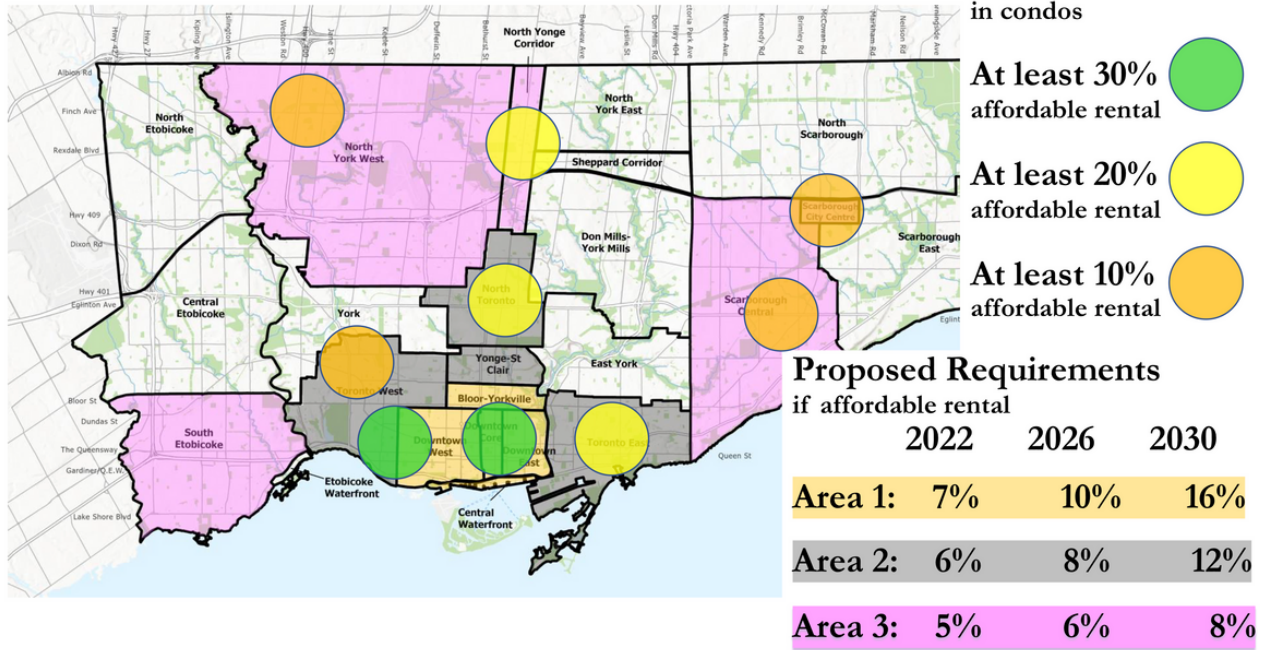 in condos
At least 30%
affordable rental
At least 20%
affordable rental
At least 10%
affordable rental
Proposed Requirements
if affordable rental
2022 2026 2030
Area 1: 7% 10% 16%
Area 2: 6% 8% 12%
Area 3: 5% 6% 8%
Hwy 27
Kipling Ave
Islington Ave
Weston Rd
Hwy 400
Jane St
Keele St
Dufferin St
Bathurst St
North Yonge
Corridor
Bayview Ave
Leslie St
Don Mills Rd
Hwy 404
ctoria Park Ave
Warden Ave
Kennedy Rd
Brimley Rd
McCowan Rd
Markham Rd
Neilson Rd
Albion Rd
Finch Ave
Rexdale Blvd
Hwy 409
Dixon Rd
Hwy 401
Eglinton Ave
Bloor St
Dundas St
The Queensway
Gardiner/Q.E.W.
Lake Shore Blvd
North
Etobicoke
North
York West
North
York East
Sheppard Corridor
North
Scarborough
Scarborough
City Centre
Scarborough
East
Don Mills-
York Mills
Central
Etobicoke
York
North
Toronto
Scarborough
Central
Eglint
Toronto West
Yonge-St
Clair
East York
Bloor-Yorkville
South
Etobicoke
Downtown
West
Downtown
Core
Downtown
East
Toronto East
Queen St
Etobicoke
Waterfront
Central
Waterfront